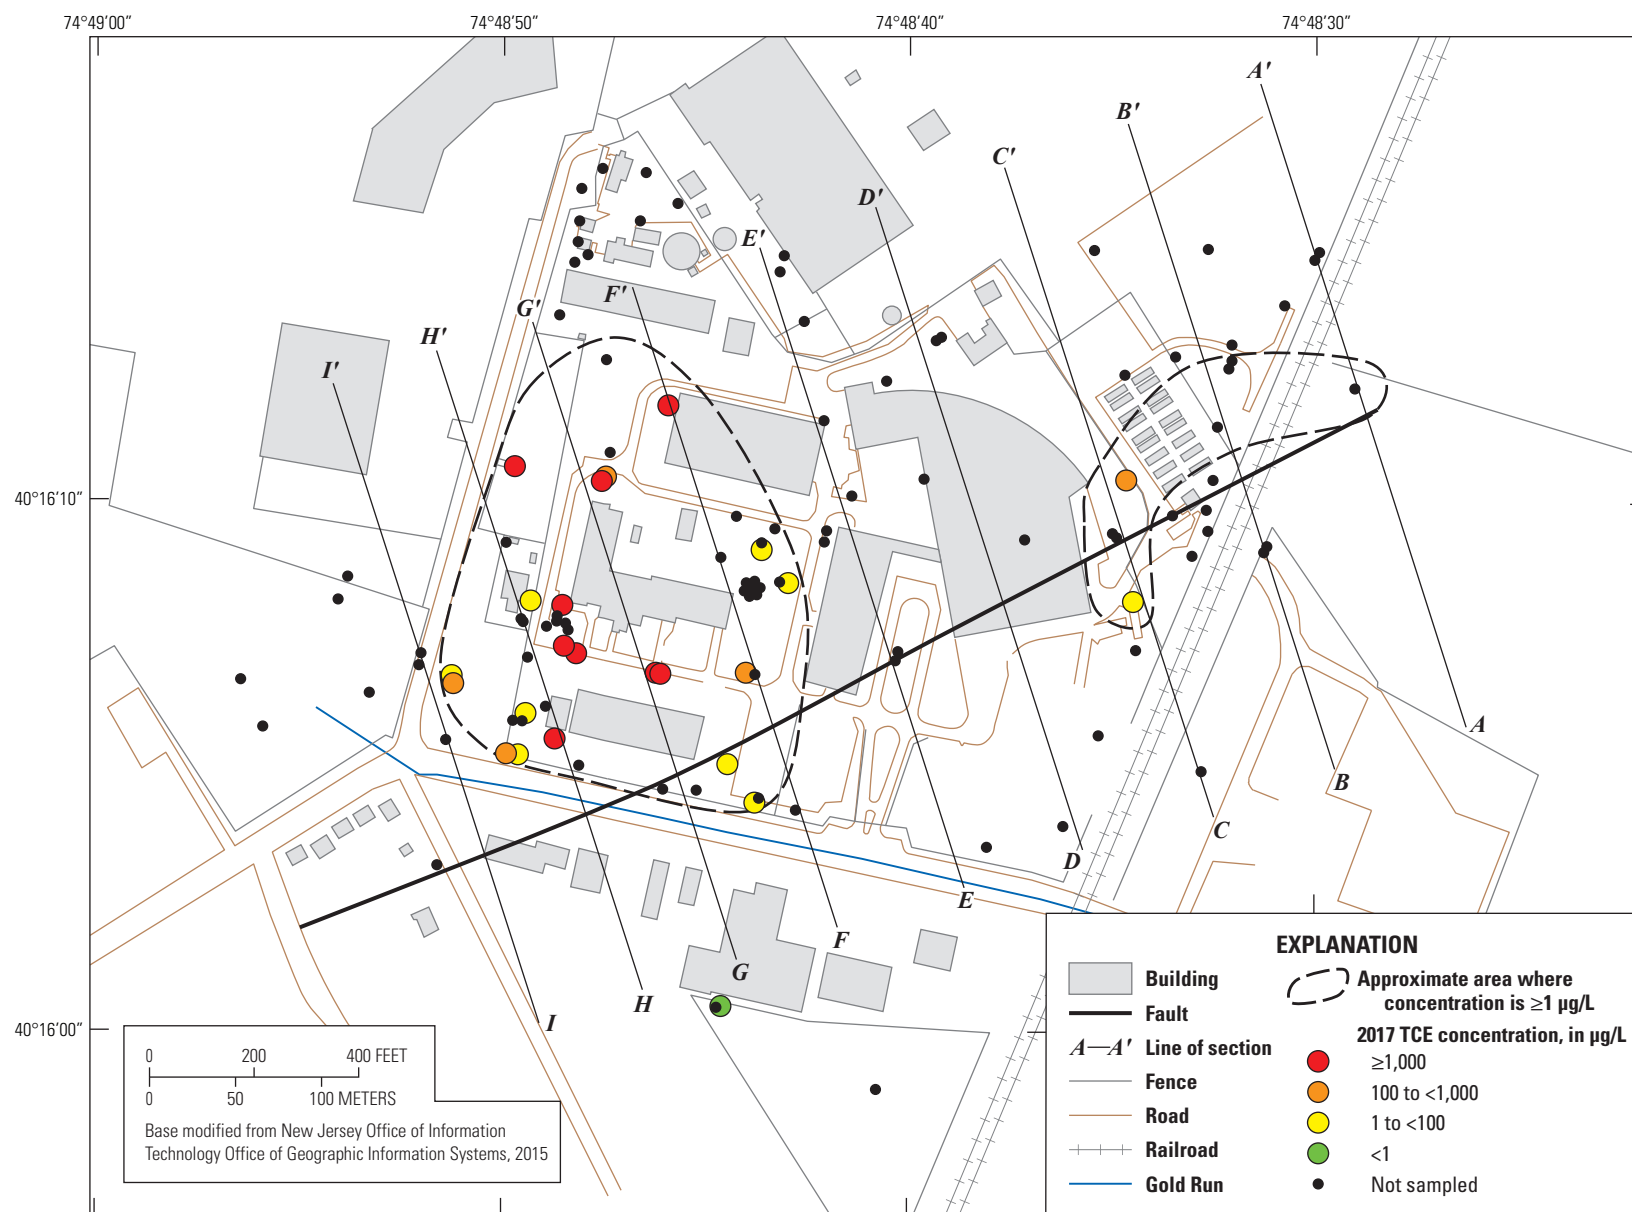 74°49′00″
74°48′50″
74°48′40″
74°48′30″
A′
B′
C′
D′
E′
F′
G′
H′
I′
40°16′10″
A
B
C
D
E
F
G
H
I
40°16′00″
0 200 400 FEET
0 50 100 METERS
Base modified from New Jersey Office of Information
Technology Office of Geographic Information Systems, 2015
EXPLANATION
Building
Fault
A—A′ Line of section
Fence
Road
Railroad
Gold Run
Approximate area where
concentration is ≥1 µg/L
2017 TCE concentration, in µg/L
≥1,000
100 to <1,000
1 to <100
<1
Not sampled